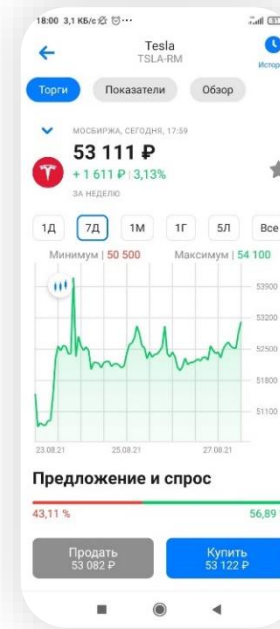 18:00 3,1 КБ/с
Tesla
TSLA-RM
Торги
Показатели
Обзор
МОСБИРЖА, СЕГОДНЯ, 17:59
53 111 ₽
+ 1 611 ₽ | 3,13%
ЗА НЕДЕЛЮ
1Д 7Д 1М 1Г 5Л Все
Минимум | 50 500 Максимум | 54 100
53900
53200
52500
51800
51100
23.08.21 25.08.21 27.08.21
Предложение и спрос
43,11 % 56,89
Продать
53 082 ₽
Купить
53 122 ₽